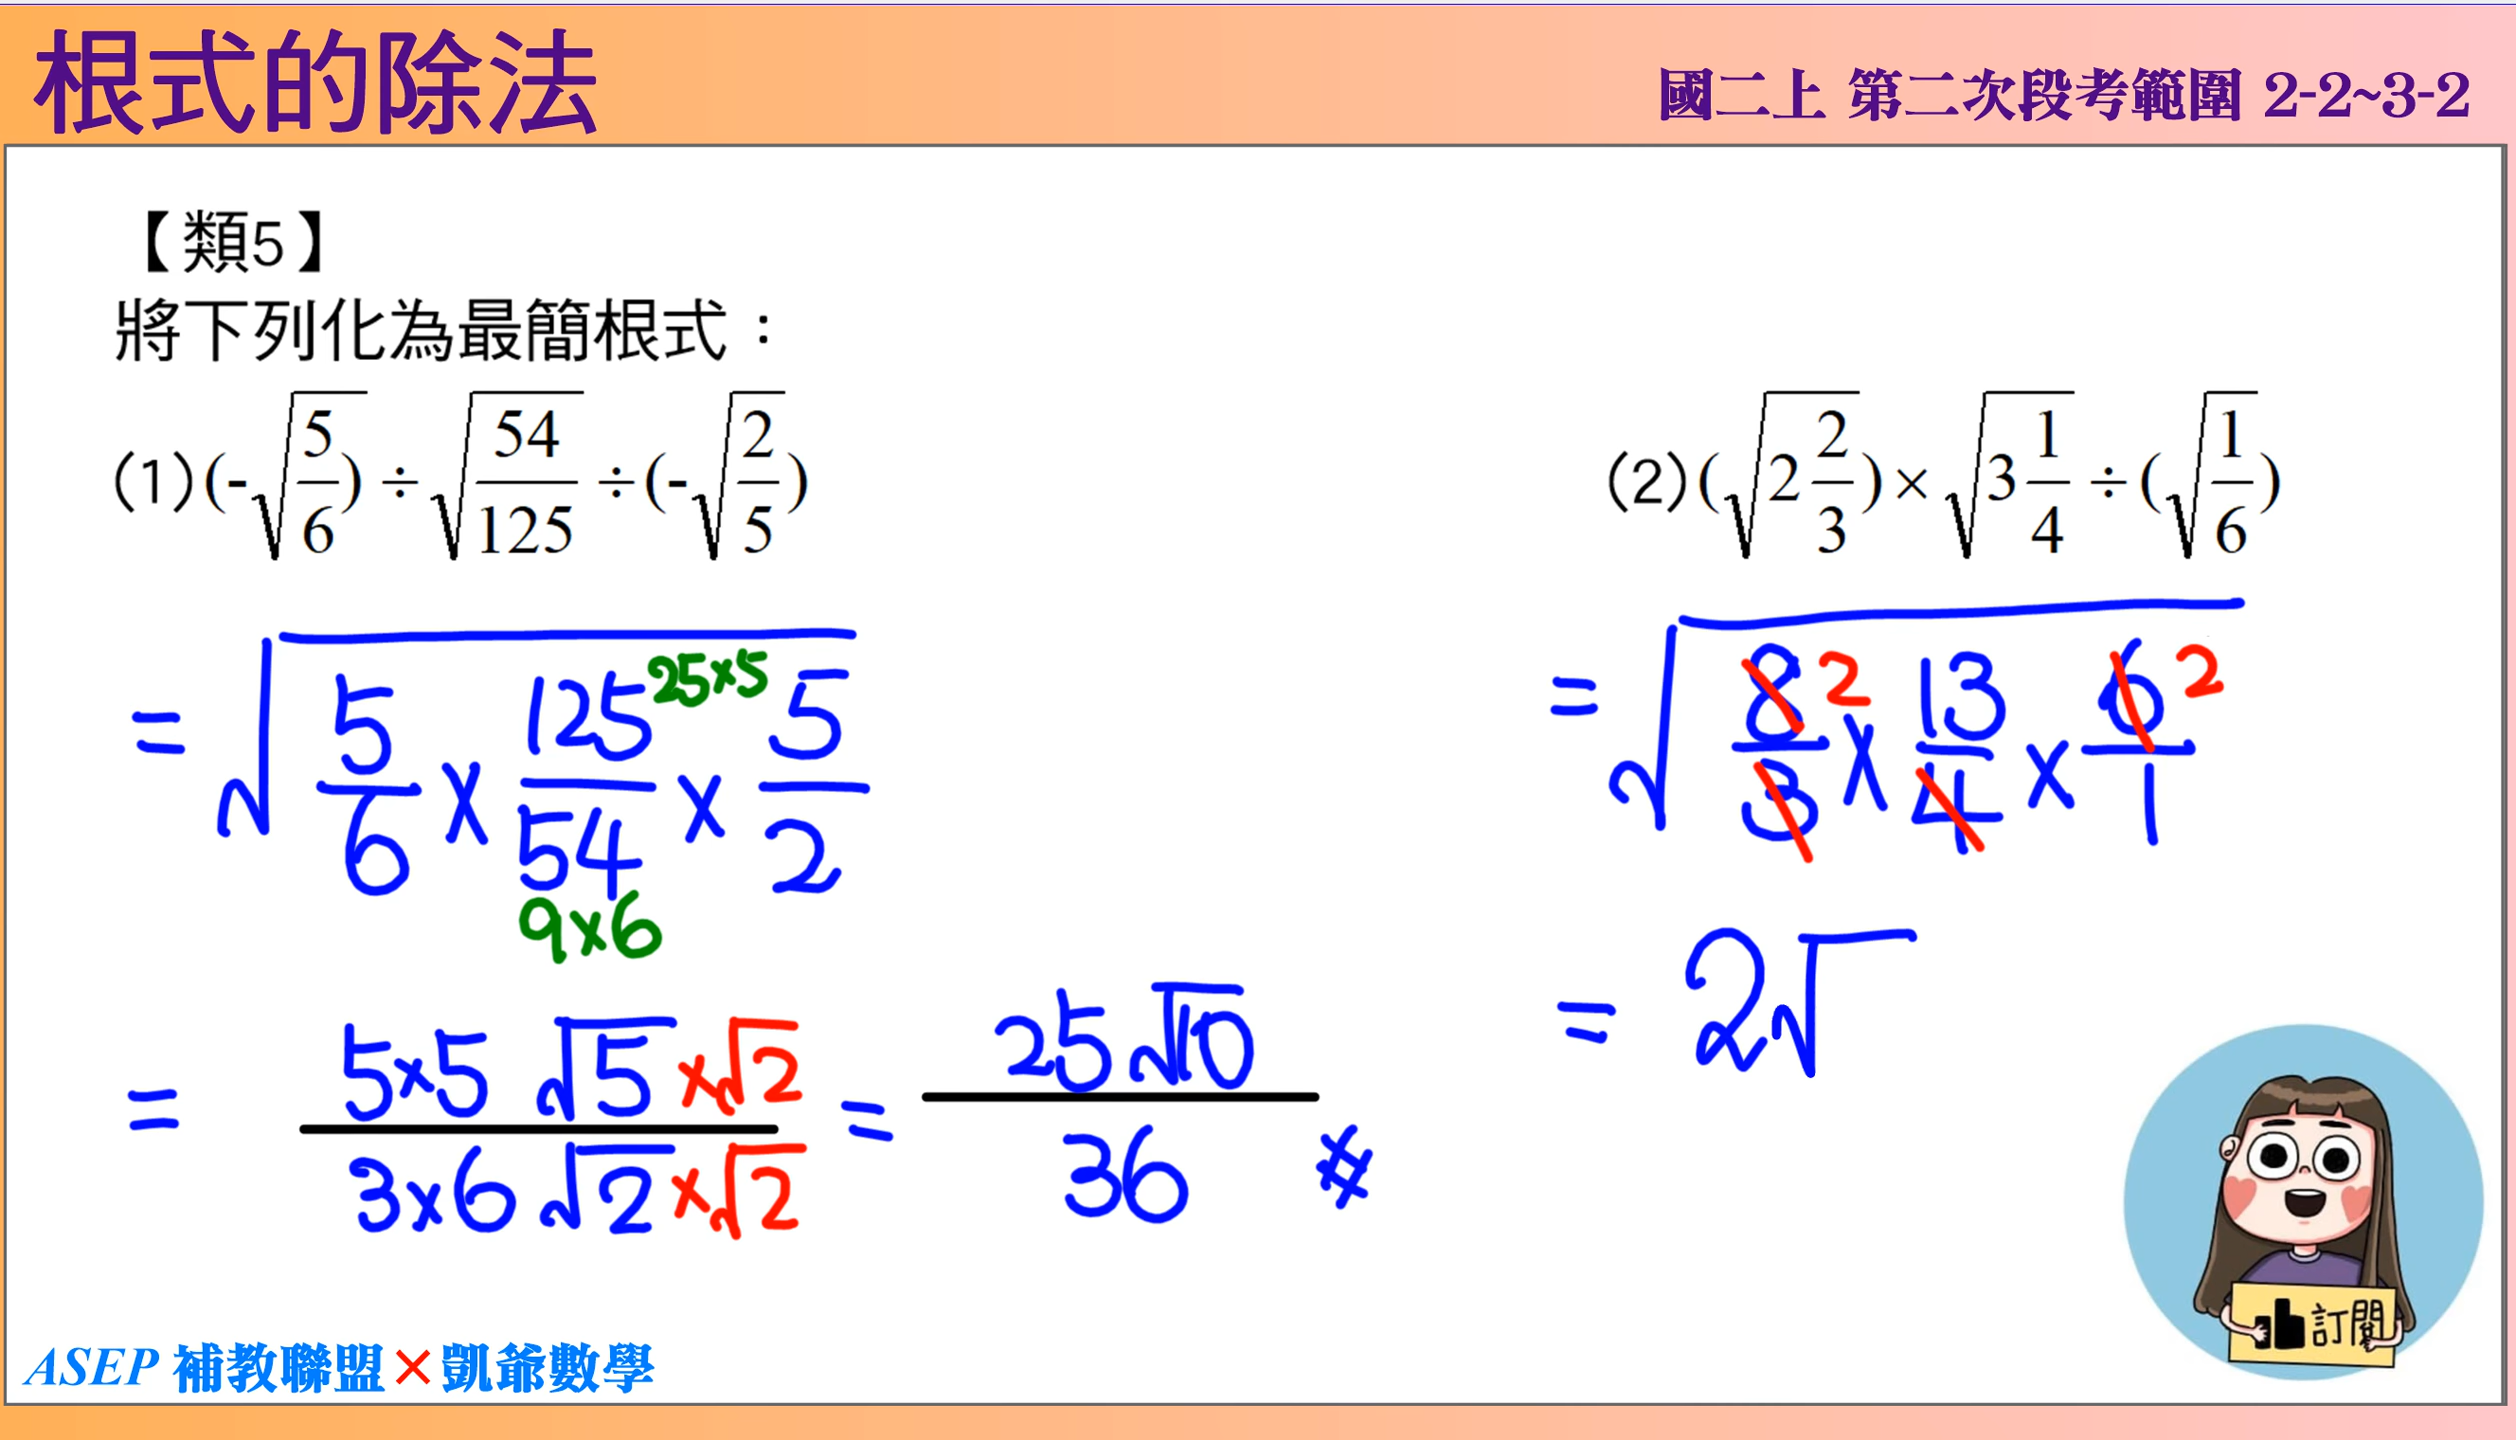 根式的除法
國二上 第二次段考範圍 2-2~3-2
【類5】
將下列化為最簡根式：
(1)(-√(5/6))÷√(54/125)÷(-√(2/5))
= √(5/6 × 125/54 × 5/2)
25×5
9×6
= (5×5 √5 ×√2)/(3×6 √2 ×√2) = 25√10/36 #
(2)(√(2 2/3))×√(3 1/4)÷(√(1/6))
= √(8/3 × 13/4 × 6/1)
2 2
= 2√
訂閱
ASEP 補教聯盟×凱爺數學